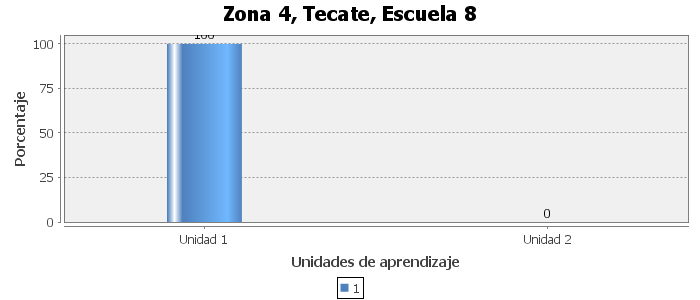 Zona 4, Tecate, Escuela 8
Porcentaje
100
75
50
25
0
100
0
Unidad 1
Unidad 2
Unidades de aprendizaje
1